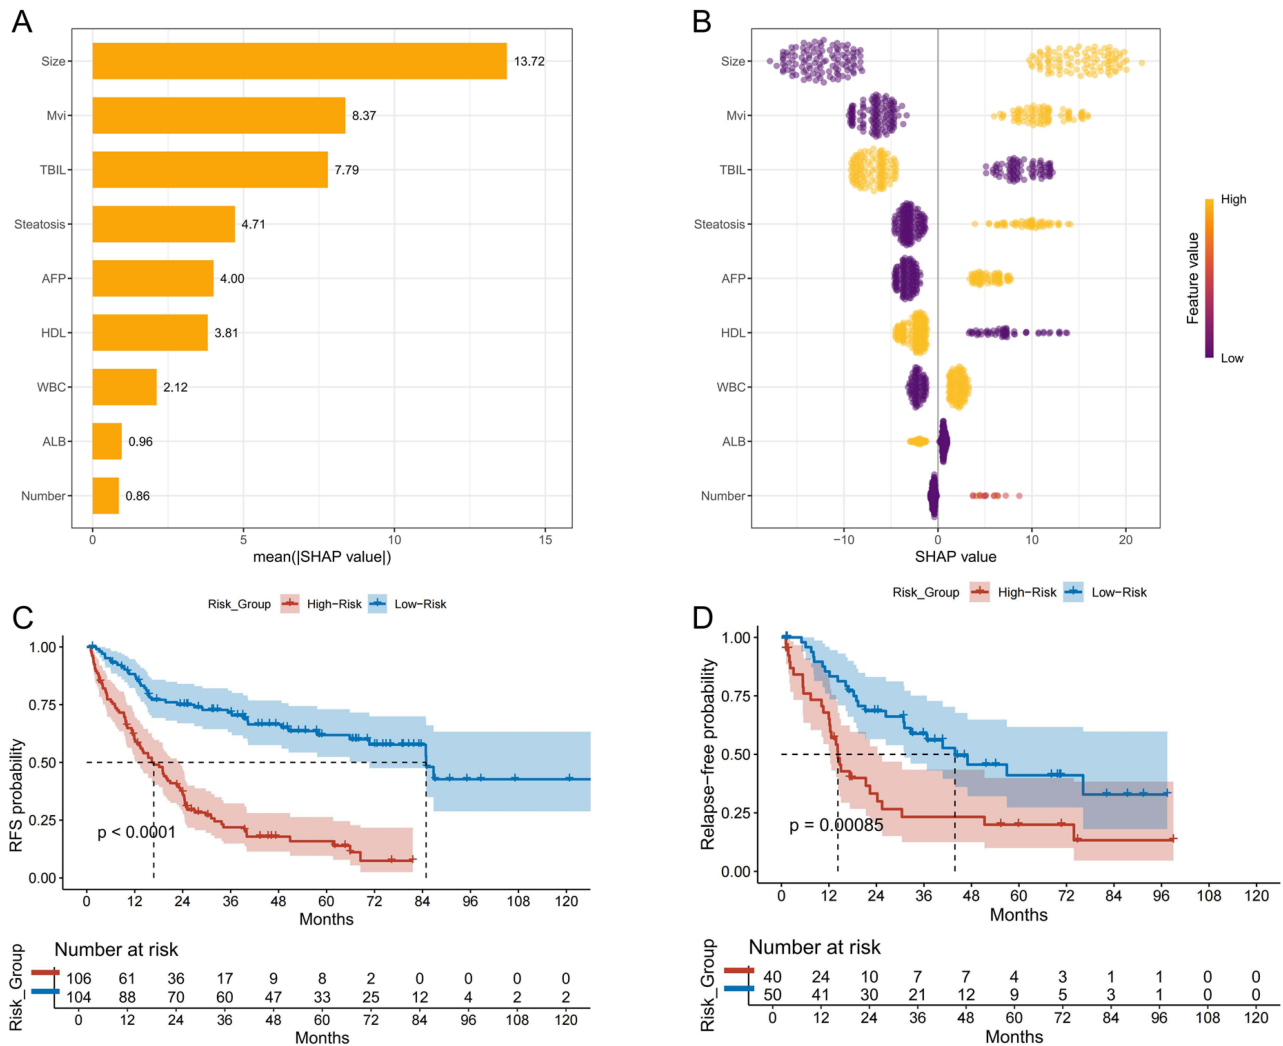 A
Size
13.72
Mvi
8.37
TBIL
7.79
Steatosis
4.71
AFP
4.00
HDL
3.81
WBC
2.12
ALB
0.96
Number
0.86
0 5 10 15
mean(|SHAP value|)
B
Size
Mvi
TBIL
Steatosis
AFP
HDL
WBC
ALB
Number
−10 0 10 20
SHAP value
Feature value
High
Low
C
Risk_Group High−Risk Low−Risk
RFS probability
1.00
0.75
0.50
0.25
0.00
p < 0.0001
0 12 24 36 48 60 72 84 96 108 120
Months
Number at risk
Risk_Group
106 61 36 17 9 8 2 0 0 0 0
104 88 70 60 47 33 25 12 4 2 2
0 12 24 36 48 60 72 84 96 108 120
Months
D
Risk_Group High−Risk Low−Risk
Relapse−free probability
1.00
0.75
0.50
0.25
0.00
p = 0.00085
0 12 24 36 48 60 72 84 96 108 120
Months
Number at risk
Risk_Group
40 24 10 7 7 4 3 1 1 0 0
50 41 30 21 12 9 5 3 1 0 0
0 12 24 36 48 60 72 84 96 108 120
Months